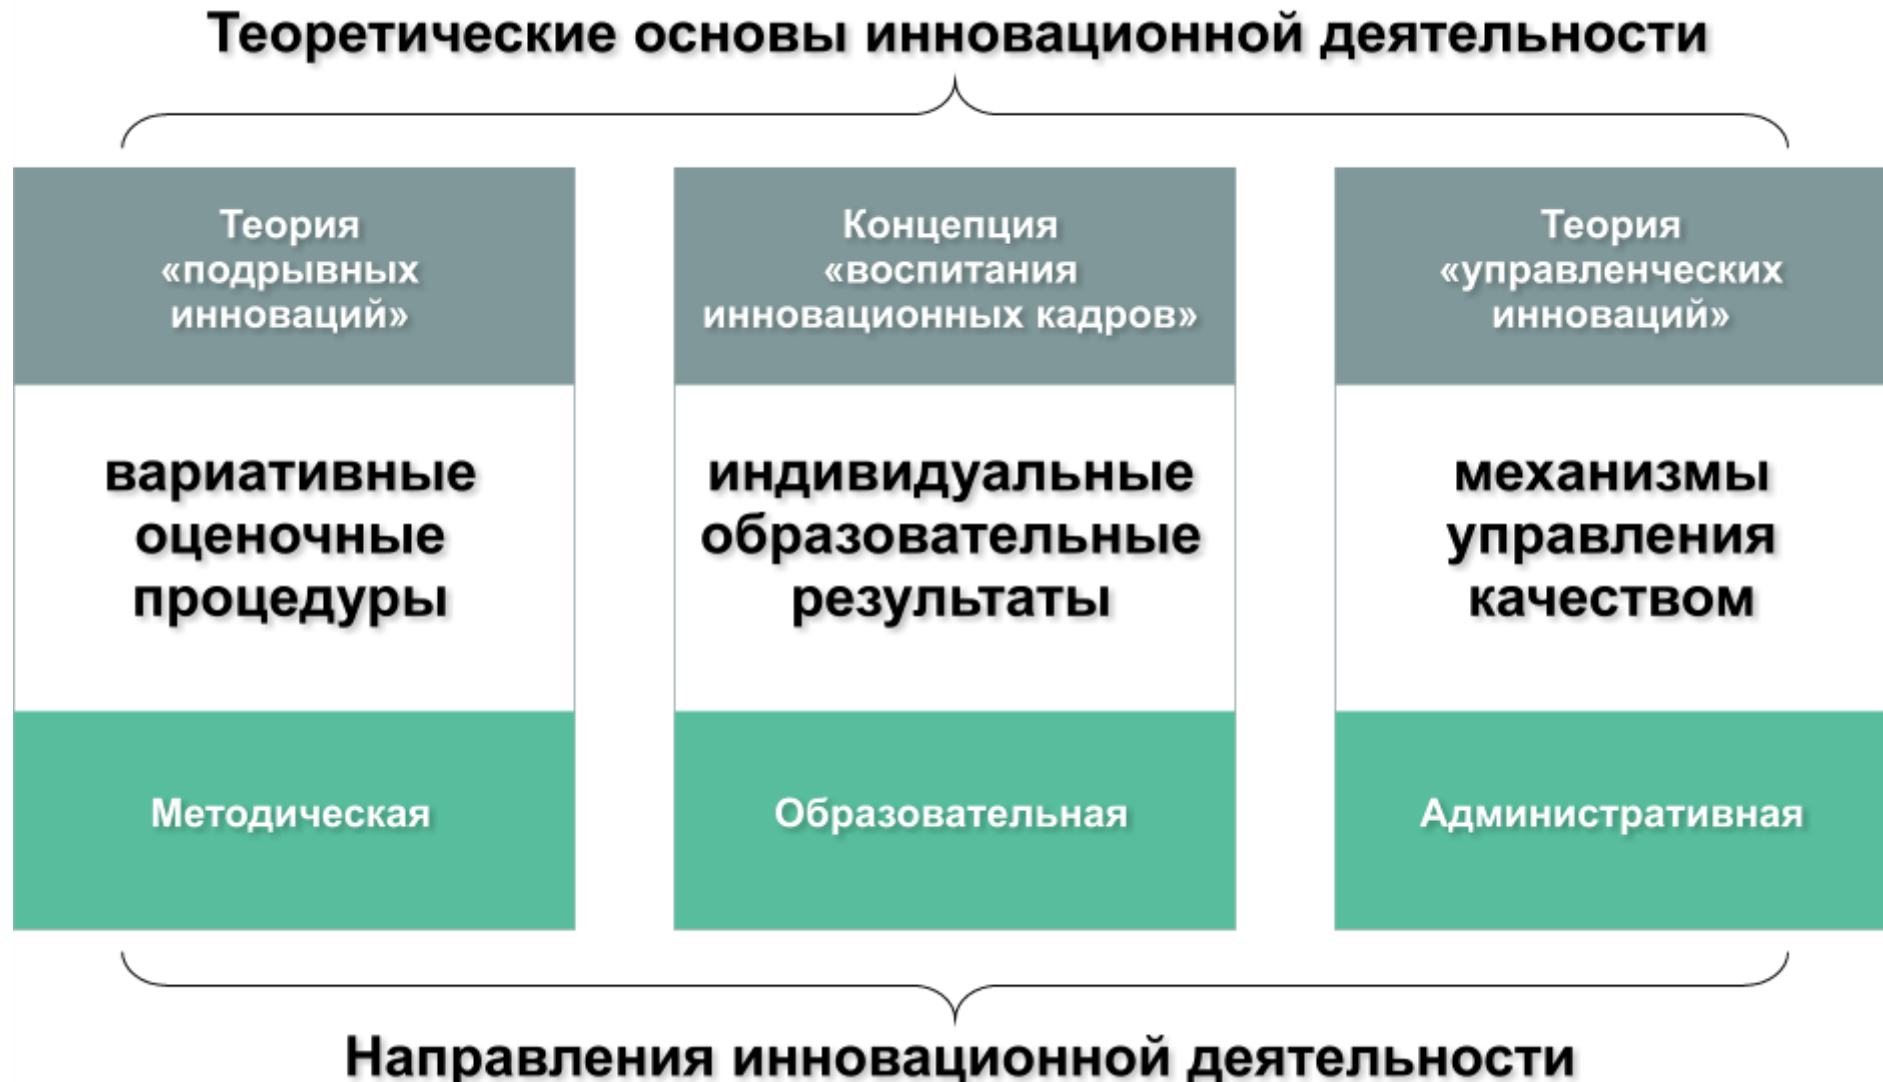 Теоретические основы инновационной деятельности
Теория
«подрывных
инноваций»
вариативные
оценочные
процедуры
Методическая
Концепция
«воспитания
инновационных кадров»
индивидуальные
образовательные
результаты
Образовательная
Теория
«управленческих
инноваций»
механизмы
управления
качеством
Административная
Направления инновационной деятельности